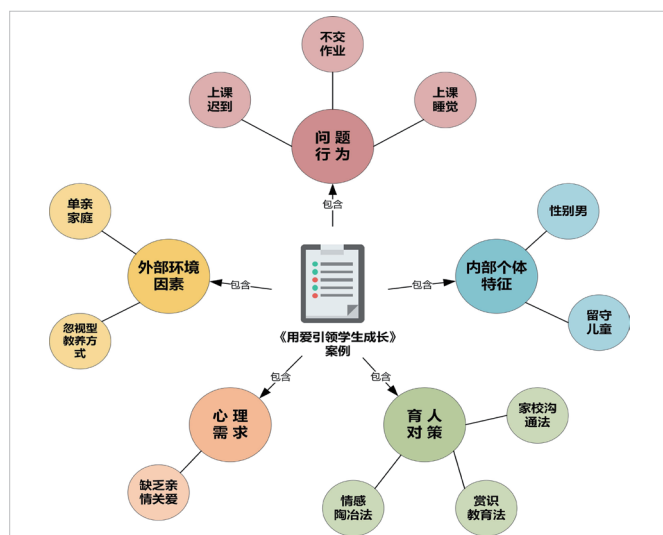 不交
作业
上课
迟到
上课
睡觉
问 题
行 为
包含
单亲
家庭
性别男
外部环境
因素
包含
包含
内部个体
特征
忽视型
教养方
式
留守
儿童
《用爱引领学生成长》
案例
包含
包含
心 理
需 求
育 人
对 策
家校沟
通法
缺乏亲
情关爱
情感
陶冶法
赏识
教育法